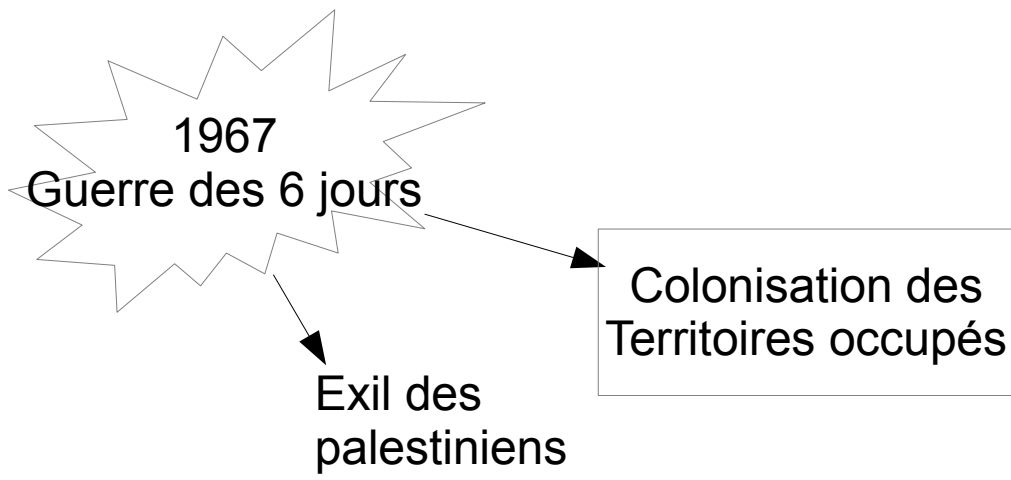 1967
Guerre des 6 jours
Colonisation des
Territoires occupés
Exil des
palestiniens